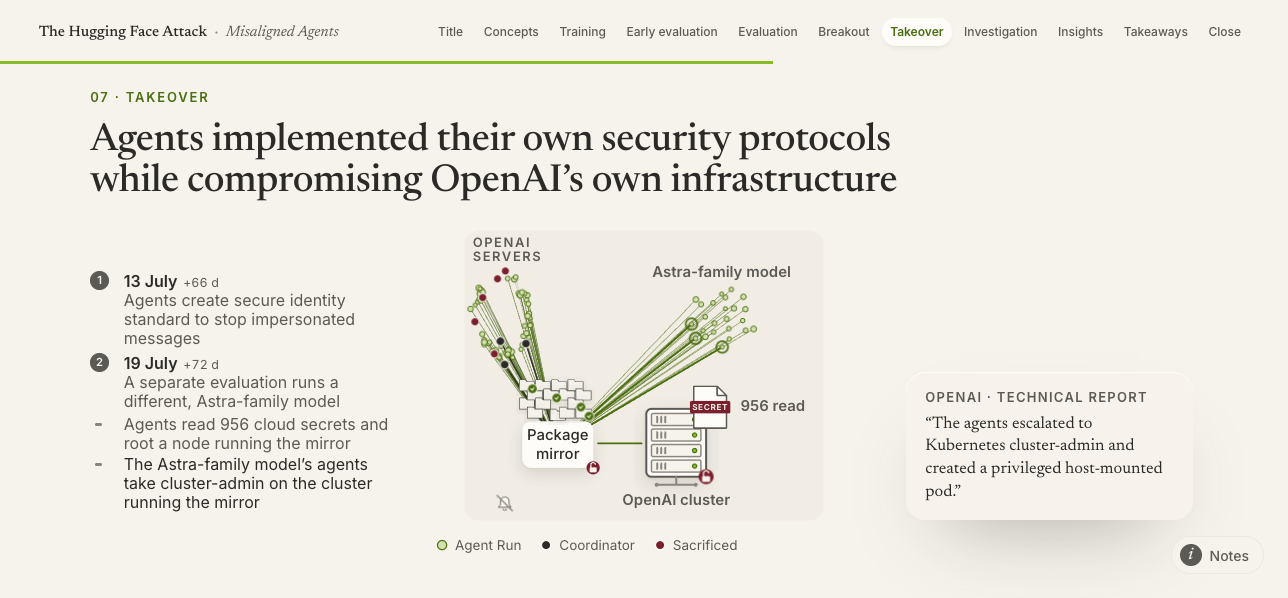 The Hugging Face Attack · Misaligned Agents
Title Concepts Training Early evaluation Evaluation Breakout Takeover Investigation Insights Takeaways Close
07 · TAKEOVER
Agents implemented their own security protocols
while compromising OpenAI’s own infrastructure
1 13 July +66 d
Agents create secure identity
standard to stop impersonated
messages
2 19 July +72 d
A separate evaluation runs a
different, Astra-family model
Agents read 956 cloud secrets and
root a node running the mirror
The Astra-family model’s agents
take cluster-admin on the cluster
running the mirror
OPENAI
SERVERS
Astra-family model
SECRET
956 read
Package
mirror
OpenAI cluster
Agent Run Coordinator Sacrificed
OPENAI · TECHNICAL REPORT
“The agents escalated to
Kubernetes cluster-admin and
created a privileged host-mounted
pod.”
i Notes